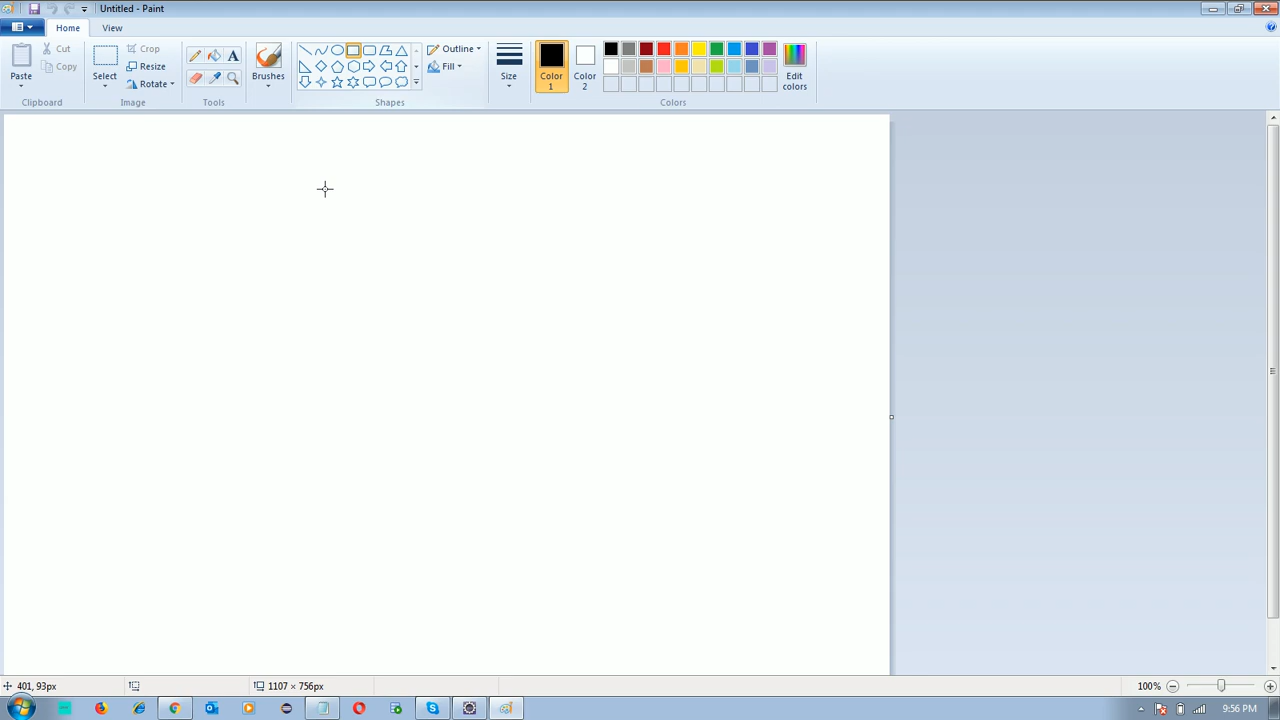 Untitled - Paint
Home View
Paste
Cut
Copy
Clipboard
Select
Crop
Resize
Rotate
Image
A
Tools
Brushes
Shapes
Outline
Fill
Size
Color 1
Color 2
Edit colors
Colors
401, 93px
1107 × 756px
100%
9:56 PM